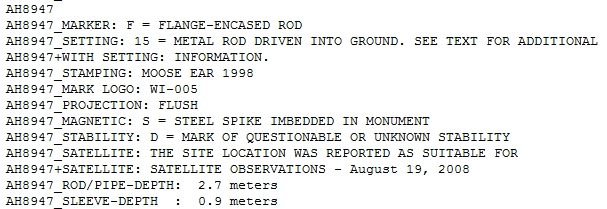 AH8947
AH8947_MARKER: F = FLANGE-ENCASED ROD
AH8947_SETTING: 15 = METAL ROD DRIVEN INTO GROUND. SEE TEXT FOR ADDITIONAL
AH8947+WITH SETTING: INFORMATION.
AH8947_STAMPING: MOOSE EAR 1998
AH8947_MARK LOGO: WI-005
AH8947_PROJECTION: FLUSH
AH8947_MAGNETIC: S = STEEL SPIKE IMBEDDED IN MONUMENT
AH8947_STABILITY: D = MARK OF QUESTIONABLE OR UNKNOWN STABILITY
AH8947_SATELLITE: THE SITE LOCATION WAS REPORTED AS SUITABLE FOR
AH8947+SATELLITE: SATELLITE OBSERVATIONS - August 19, 2008
AH8947_ROD/PIPE-DEPTH:  2.7 meters
AH8947_SLEEVE-DEPTH  :  0.9 meters